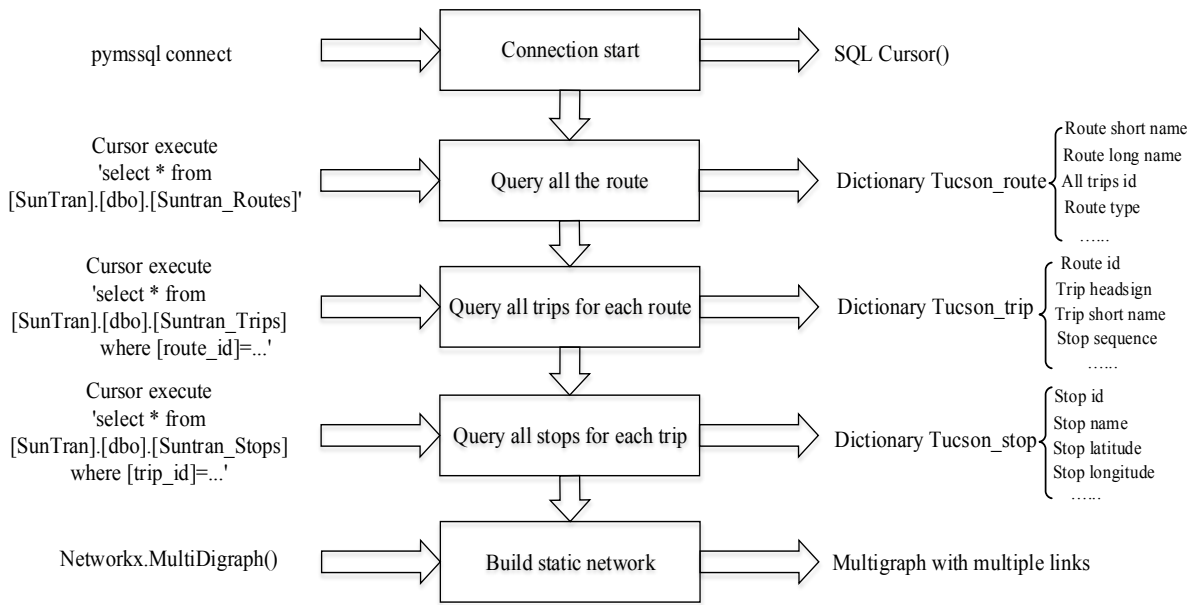 pymssql connect
Connection start
SQL Cursor()
Cursor execute
'select * from
[SunTran].[dbo].[Suntran_Routes]'
Query all the route
Dictionary Tucson_route
Route short name
Route long name
All trips id
Route type
......
Cursor execute
'select * from
[SunTran].[dbo].[Suntran_Trips]
where [route_id]=...'
Query all trips for each route
Dictionary Tucson_trip
Route id
Trip headsign
Trip short name
Stop sequence
......
Cursor execute
'select * from
[SunTran].[dbo].[Suntran_Stops]
where [trip_id]=...'
Query all stops for each trip
Dictionary Tucson_stop
Stop id
Stop name
Stop latitude
Stop longitude
......
Networkx.MultiDigraph()
Build static network
Multigraph with multiple links